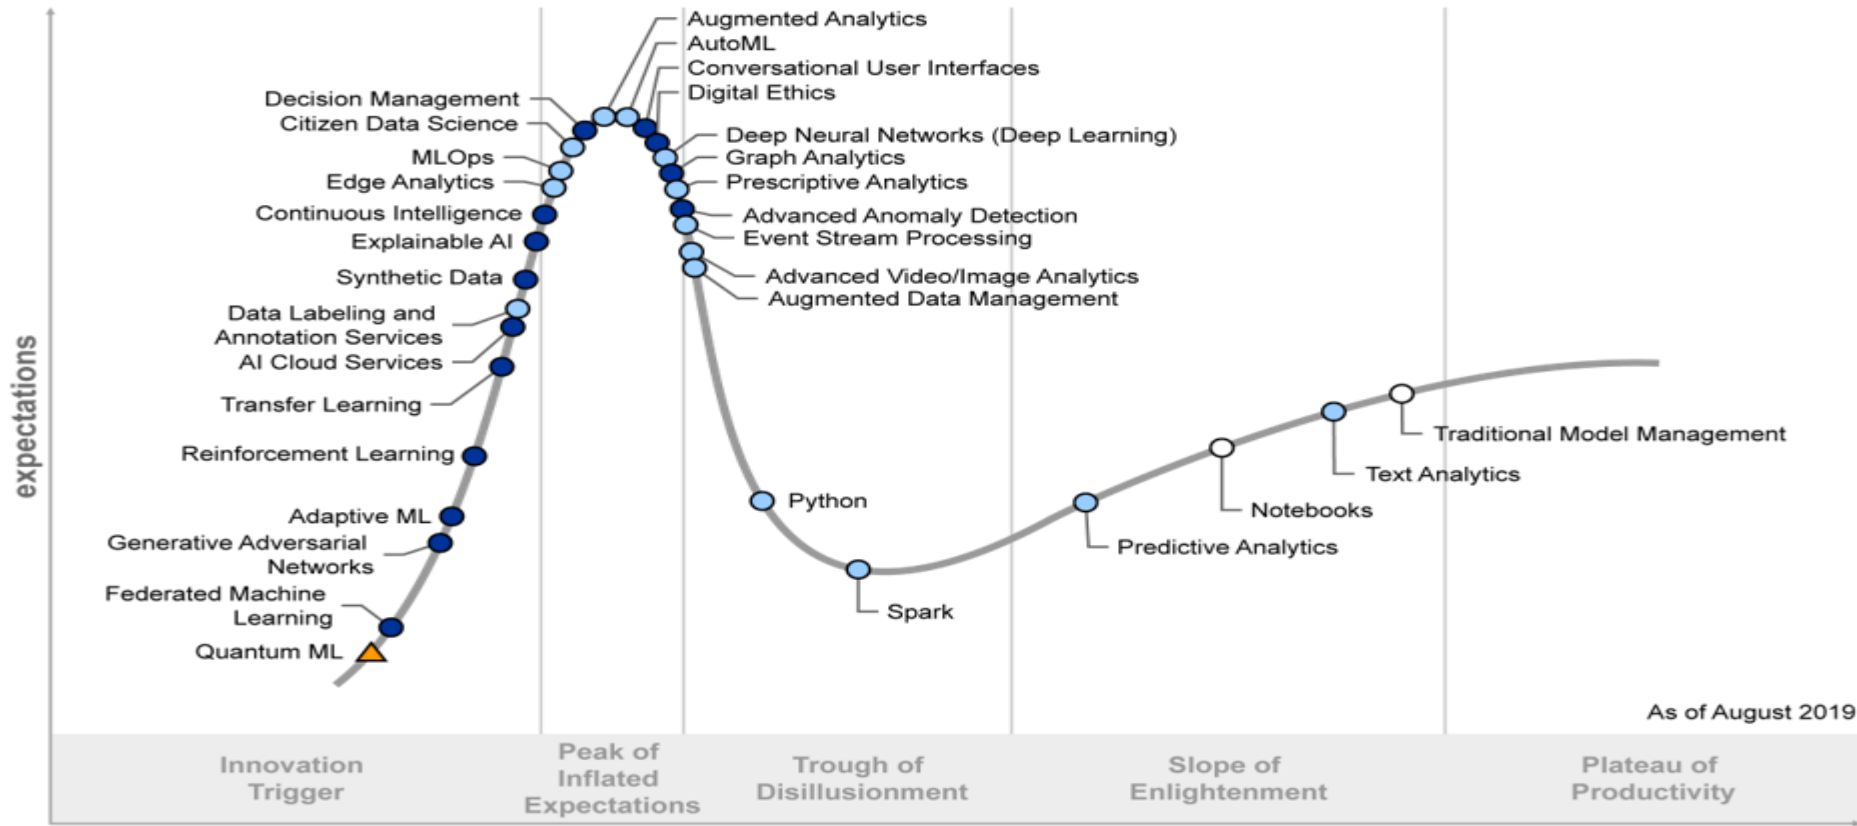 Augmented Analytics
AutoML
Conversational User Interfaces
Digital Ethics
Decision Management
Citizen Data Science
MLOps
Edge Analytics
Continuous Intelligence
Explainable AI
Synthetic Data
Data Labeling and
Annotation Services
AI Cloud Services
Transfer Learning
Reinforcement Learning
Adaptive ML
Generative Adversarial
Networks
Federated Machine
Learning
Quantum ML
Deep Neural Networks (Deep Learning)
Graph Analytics
Prescriptive Analytics
Advanced Anomaly Detection
Event Stream Processing
Advanced Video/Image Analytics
Augmented Data Management
Python
Spark
Predictive Analytics
Notebooks
Text Analytics
Traditional Model Management
expectations
As of August 2019
Innovation
Trigger
Peak of
Inflated
Expectations
Trough of
Disillusionment
Slope of
Enlightenment
Plateau of
Productivity